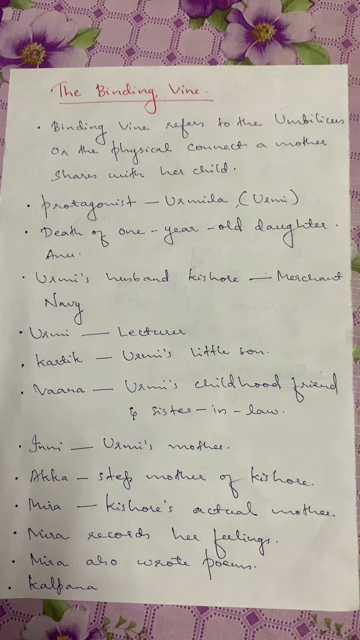 The Binding Vine.
• Binding Vine refers to the Umbilicus
Or the physical connect a mother
shares with her child.
• protagonist – Urmila (Urmi)
• Death of one-year-old daughter.
Anu.
• Urmi's husband kishore — Merchant
Navy
• Urmi — Lecturer
• Kartik – Urmi's little son.
• Vaana — Urmi's childhood friend
& sister-in-law.
• Inni — Urmi's mother.
• Akka – step mother of kishore.
• Mira — kishore's actual mother.
• Mira records her feelings.
• Mira also wrote poems.
• Kalpana